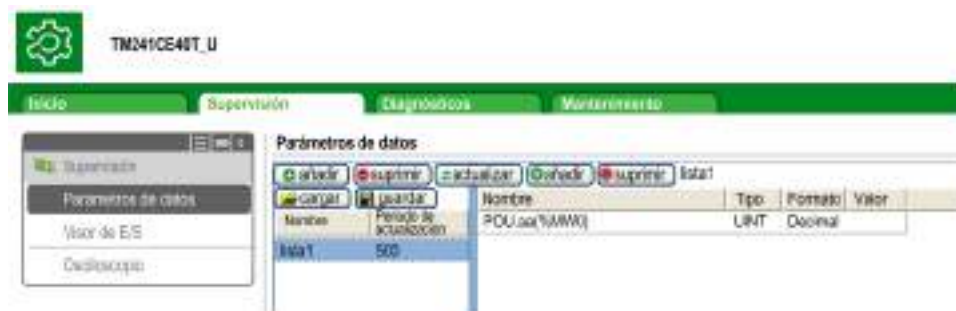 TM241CE40T_U
Inicio Supervisión Diagnósticos Mantenimiento
Parámetros de datos
Supervisión
Parámetros de datos
Visor de E/S
Osciloscopio
añadir suprimir actualizar añadir suprimir lista1
cargar guardar
Nombre Periodo de actualización
lista1 500
Nombre Tipo Formato Valor
POU.aa(%MW0) UINT Decimal